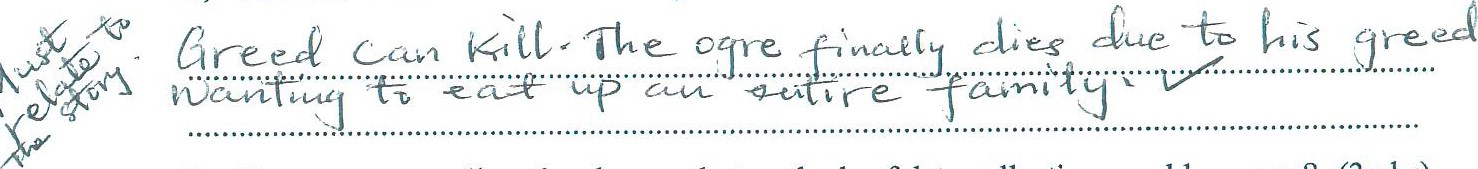 Must
relate to
the story.
Greed can kill. The ogre finally dies due to his greed
wanting to eat up an entire family. ✓